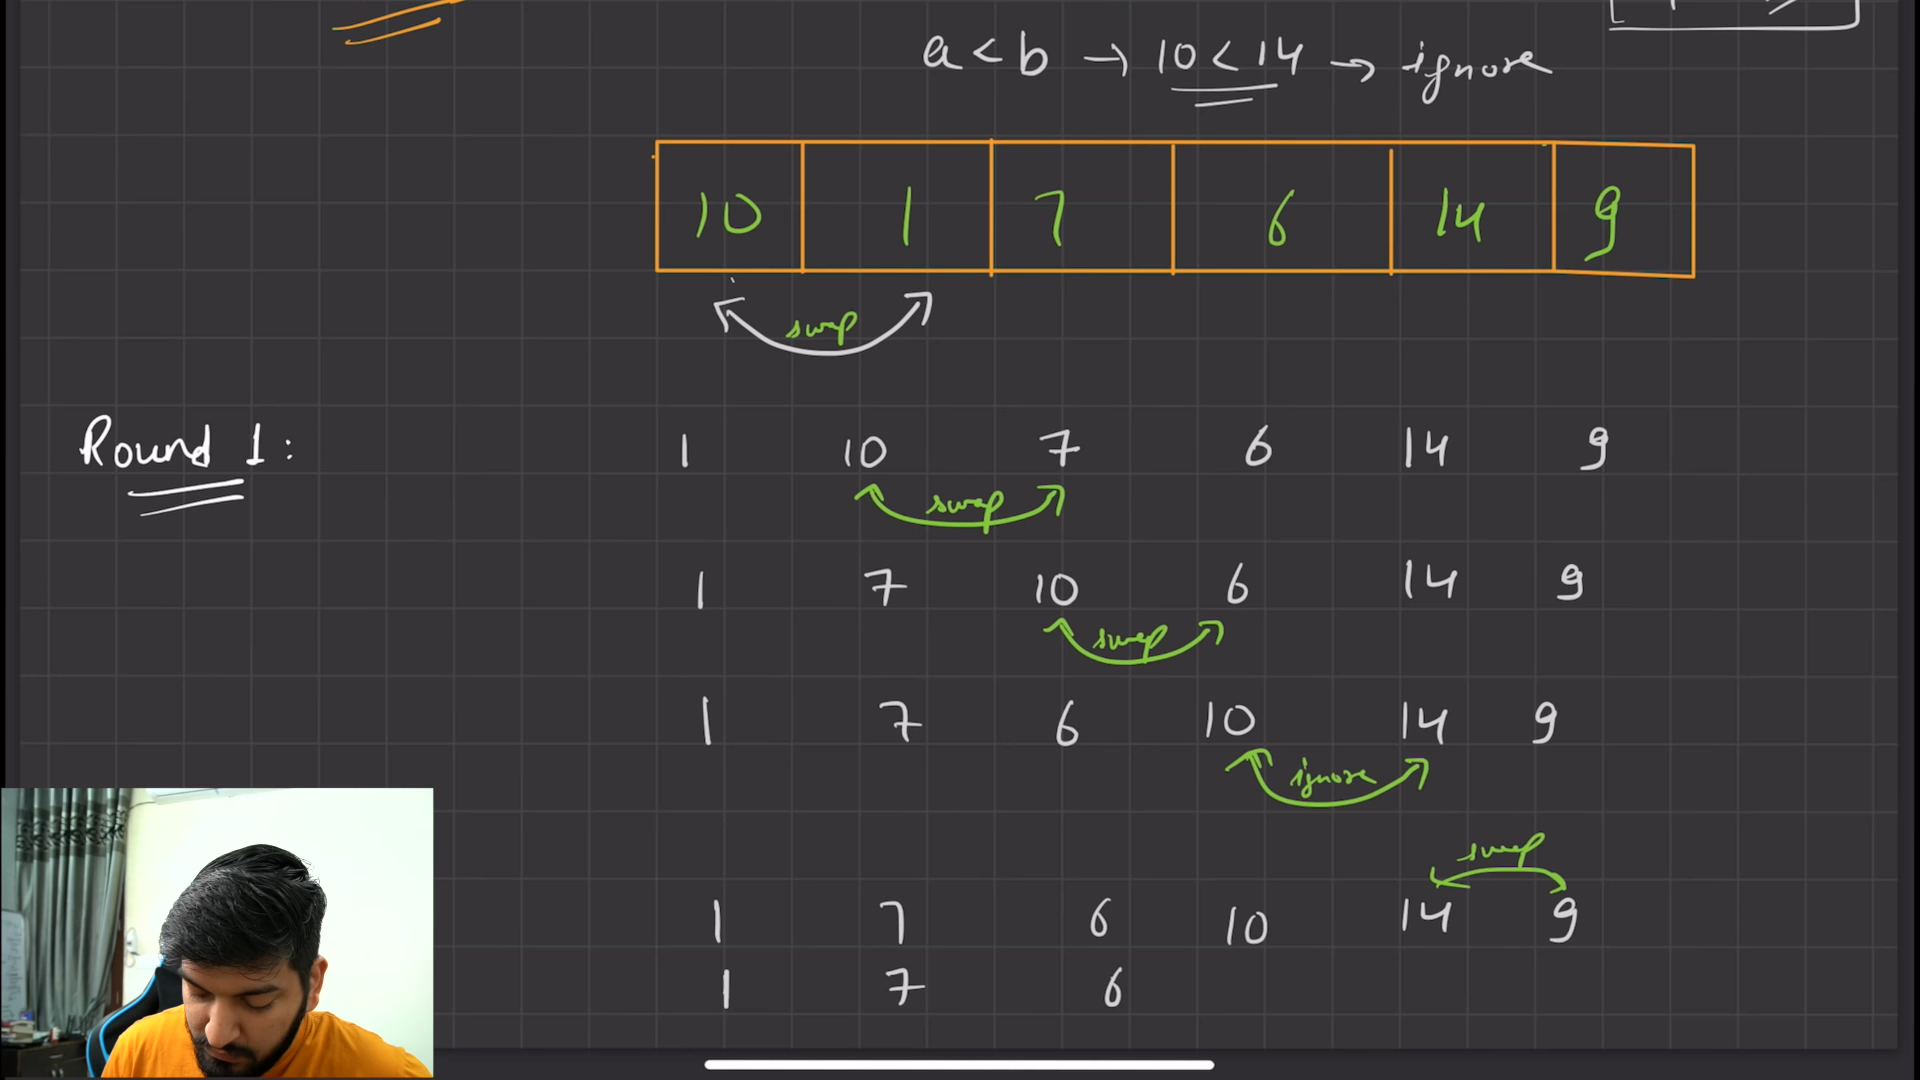 a < b → 10 < 14 → ignore
10 1 7 6 14 9
swap
Round 1: 1 10 7 6 14 9
swap
1 7 10 6 14 9
swap
1 7 6 10 14 9
ignore
swap
1 7 6 10 14 9
1 7 6